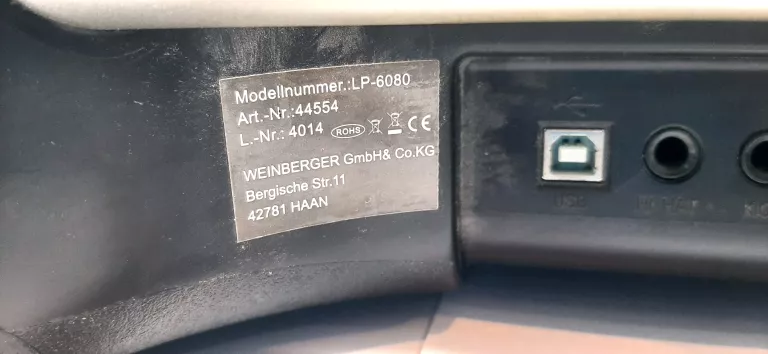 Modellnummer.:LP-6080
Art.-Nr.:44554
L.-Nr.: 4014 ROHS CE
WEINBERGER GmbH& Co.KG
Bergische Str.11
42781 HAAN
USB